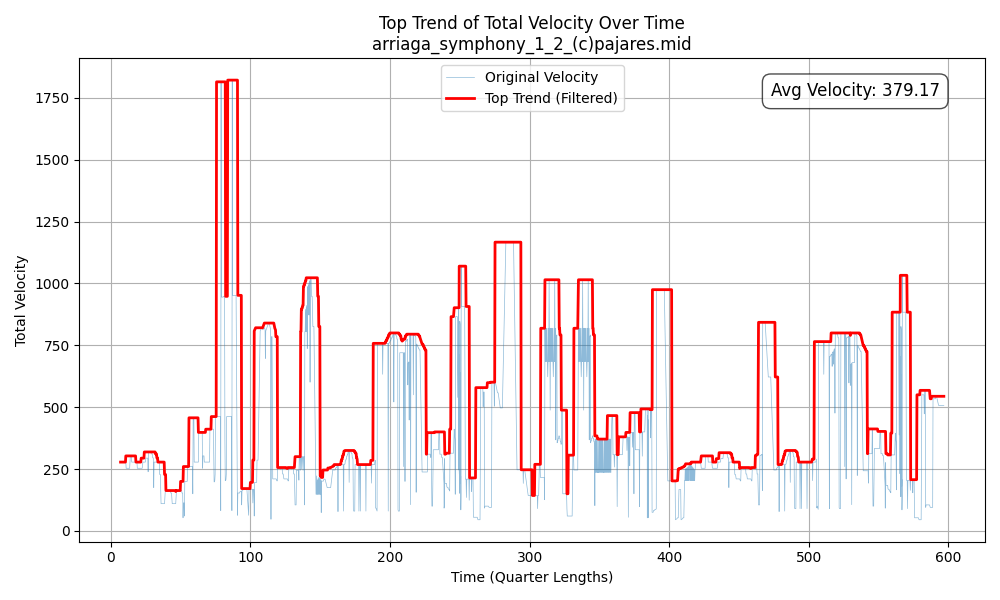 Top Trend of Total Velocity Over Time
arriaga_symphony_1_2_(c)pajares.mid
Original Velocity
Top Trend (Filtered)
Avg Velocity: 379.17
Total Velocity
1750
1500
1250
1000
750
500
250
0
0 100 200 300 400 500 600
Time (Quarter Lengths)